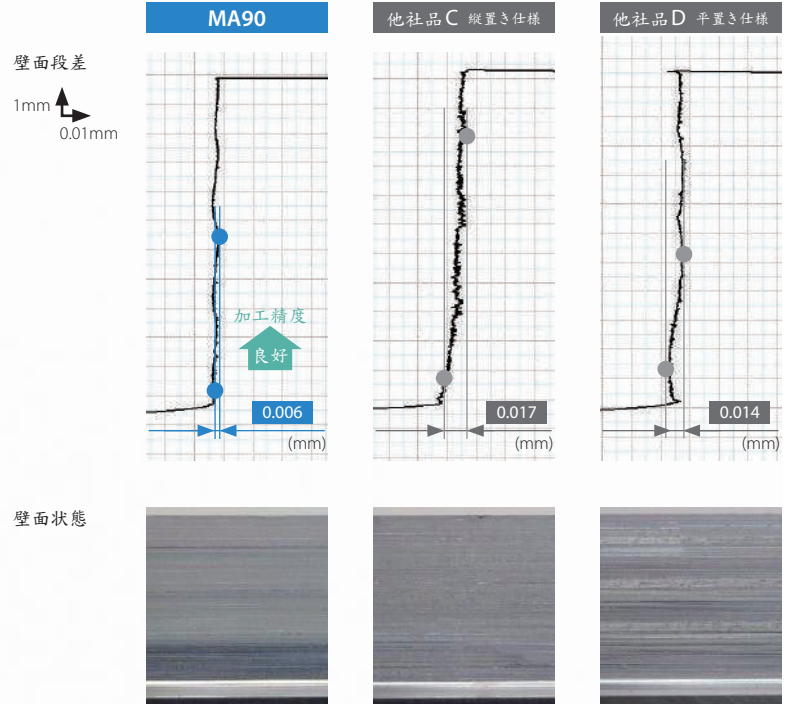 MA90
他社品C 縦置き仕様
他社品D 平置き仕様
壁面段差
1mm
0.01mm
加工精度
良好
0.006
(mm)
0.017
(mm)
0.014
(mm)
壁面状態